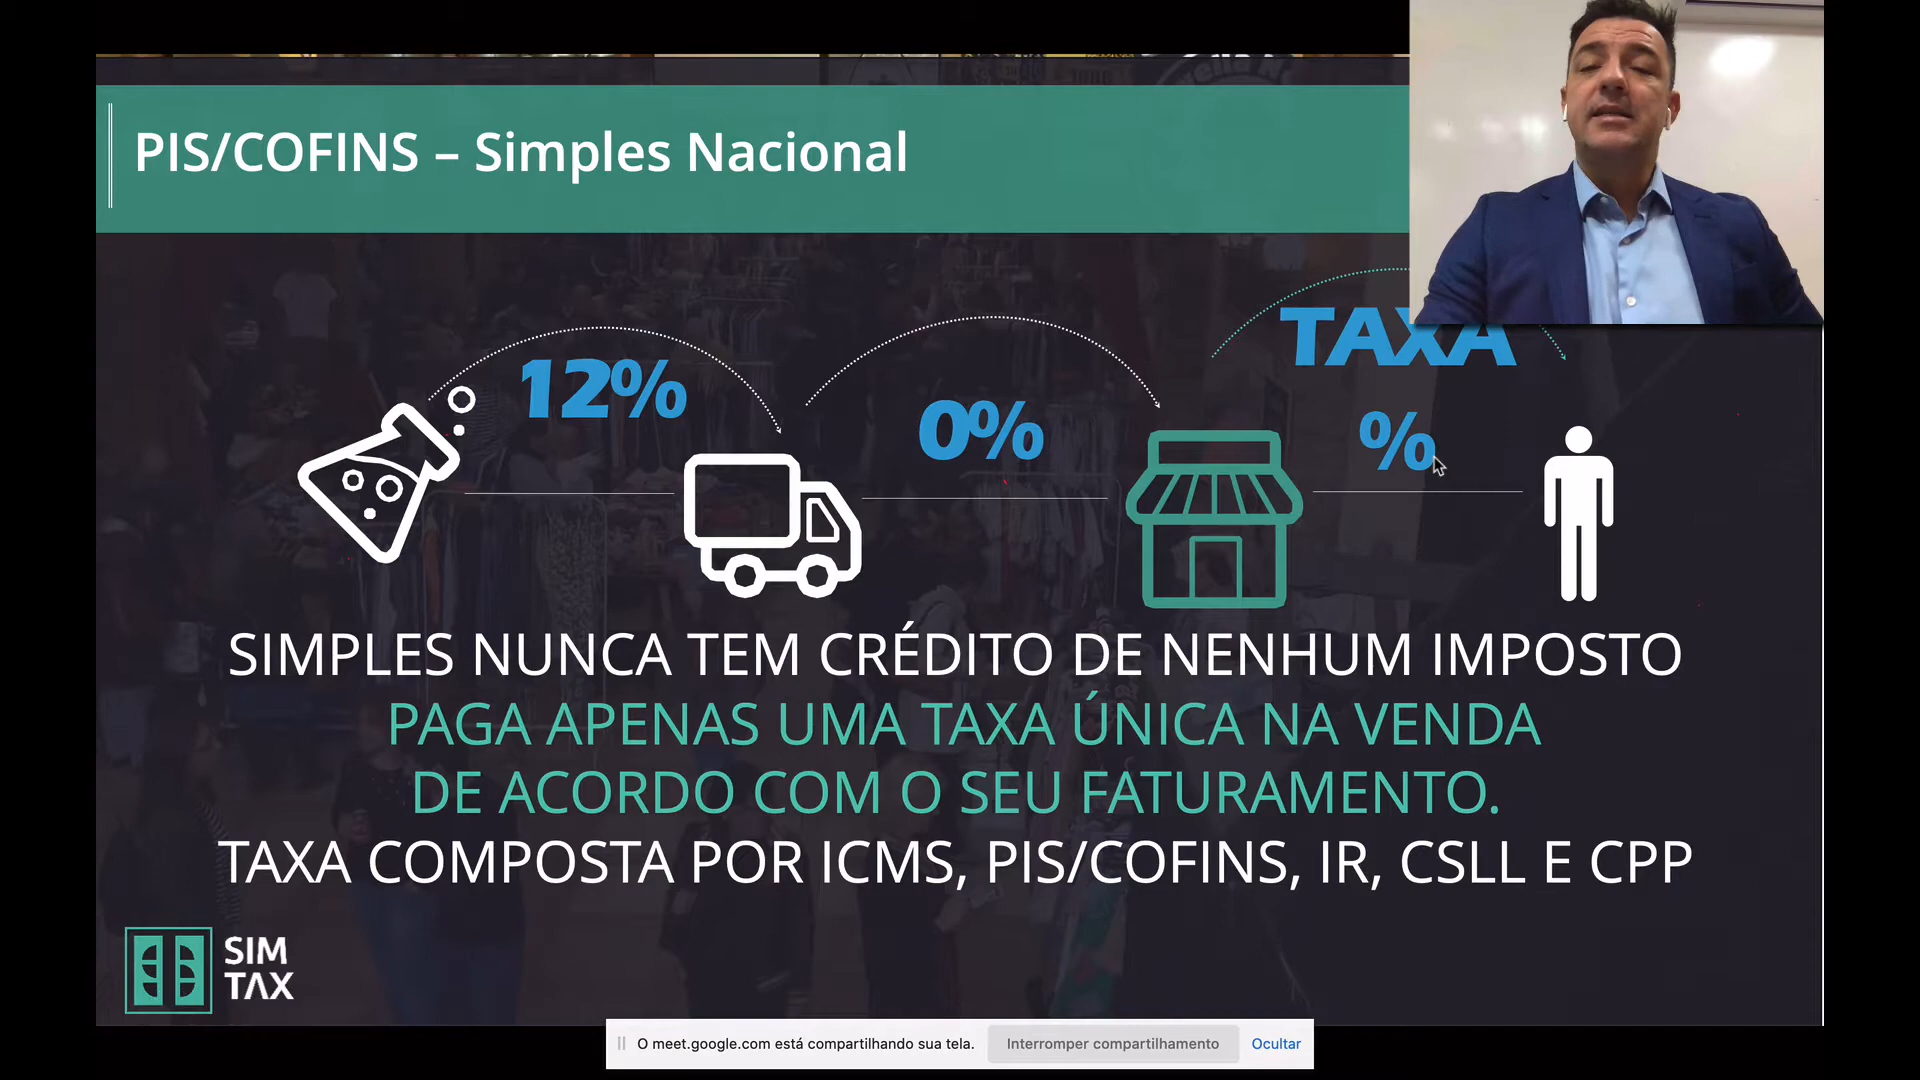 PIS/COFINS – Simples Nacional
12%
0%
TAXA
%
SIMPLES NUNCA TEM CRÉDITO DE NENHUM IMPOSTO
PAGA APENAS UMA TAXA ÚNICA NA VENDA
DE ACORDO COM O SEU FATURAMENTO.
TAXA COMPOSTA POR ICMS, PIS/COFINS, IR, CSLL E CPP
SIM
TAX
O meet.google.com está compartilhando sua tela. Interromper compartilhamento Ocultar